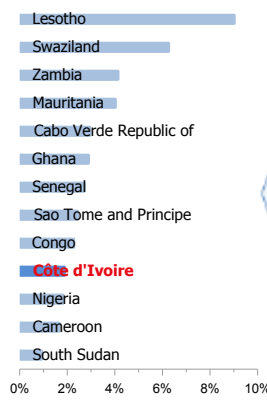 Lesotho
Swaziland
Zambia
Mauritania
Cabo Verde Republic of
Ghana
Senegal
Sao Tome and Principe
Congo
Côte d'Ivoire
Nigeria
Cameroon
South Sudan
0% 2% 4% 6% 8% 10%